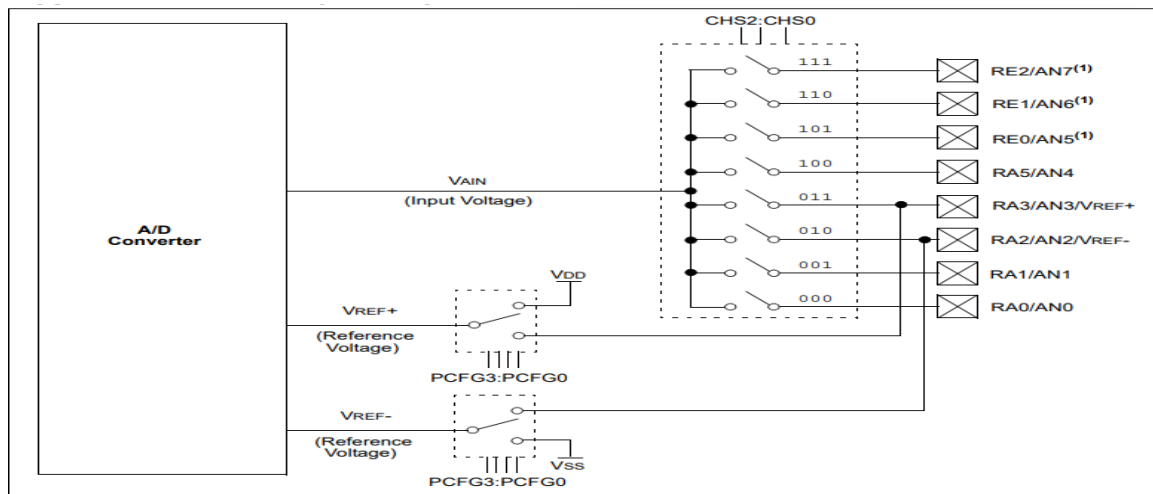 CHS2:CHS0
111
RE2/AN7(1)
110
RE1/AN6(1)
101
RE0/AN5(1)
100
RA5/AN4
VAIN
(Input Voltage)
011
RA3/AN3/VREF+
A/D
Converter
010
RA2/AN2/VREF-
001
RA1/AN1
VDD
000
RA0/AN0
VREF+
(Reference
Voltage)
PCFG3:PCFG0
VREF-
(Reference
Voltage)
VSS
PCFG3:PCFG0